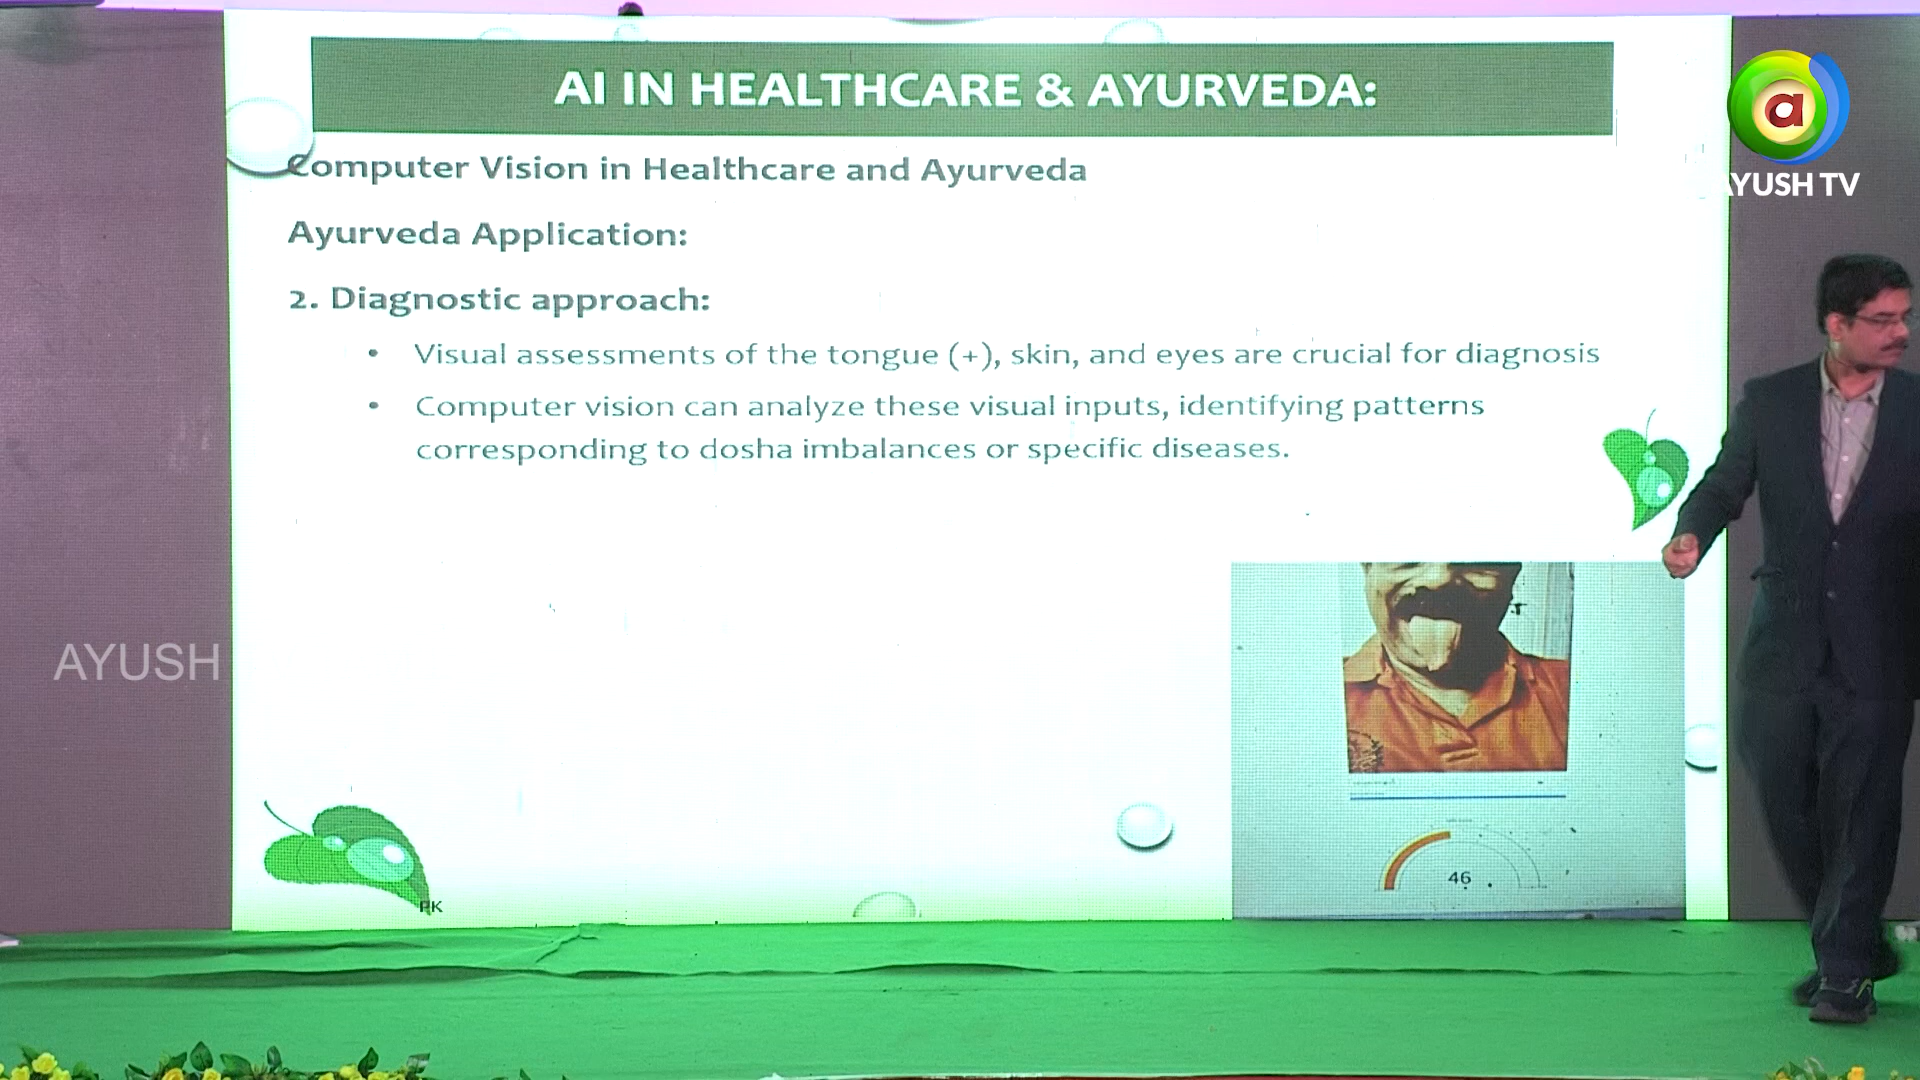 AI IN HEALTHCARE & AYURVEDA:
AYUSH TV
Computer Vision in Healthcare and Ayurveda
Ayurveda Application:
2. Diagnostic approach:
• Visual assessments of the tongue (+), skin, and eyes are crucial for diagnosis
• Computer vision can analyze these visual inputs, identifying patterns
corresponding to dosha imbalances or specific diseases.
AYUSH
46
PK